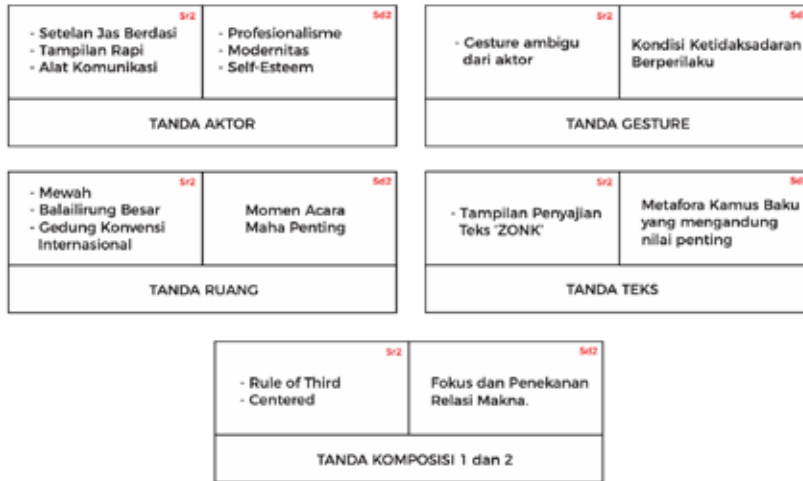 Sr2
- Setelan Jas Berdasi
- Tampilan Rapi
- Alat Komunikasi
Sd2
- Profesionalisme
- Modernitas
- Self-Esteem
TANDA AKTOR
Sr2
- Gesture ambigu
dari aktor
Kondisi Ketidaksadaran
Berperilaku
TANDA GESTURE
Sr2
- Mewah
- Balailirung Besar
- Gedung Konvensi
Internasional
Sd2
Momen Acara
Maha Penting
TANDA RUANG
Sr2
- Tampilan Penyajian
Teks 'ZONK'
Metafora Kamus Baku
yang mengandung
nilai penting
TANDA TEKS
Sr2
- Rule of Third
- Centered
Sd2
Fokus dan Penekanan
Relasi Makna.
TANDA KOMPOSISI 1 dan 2